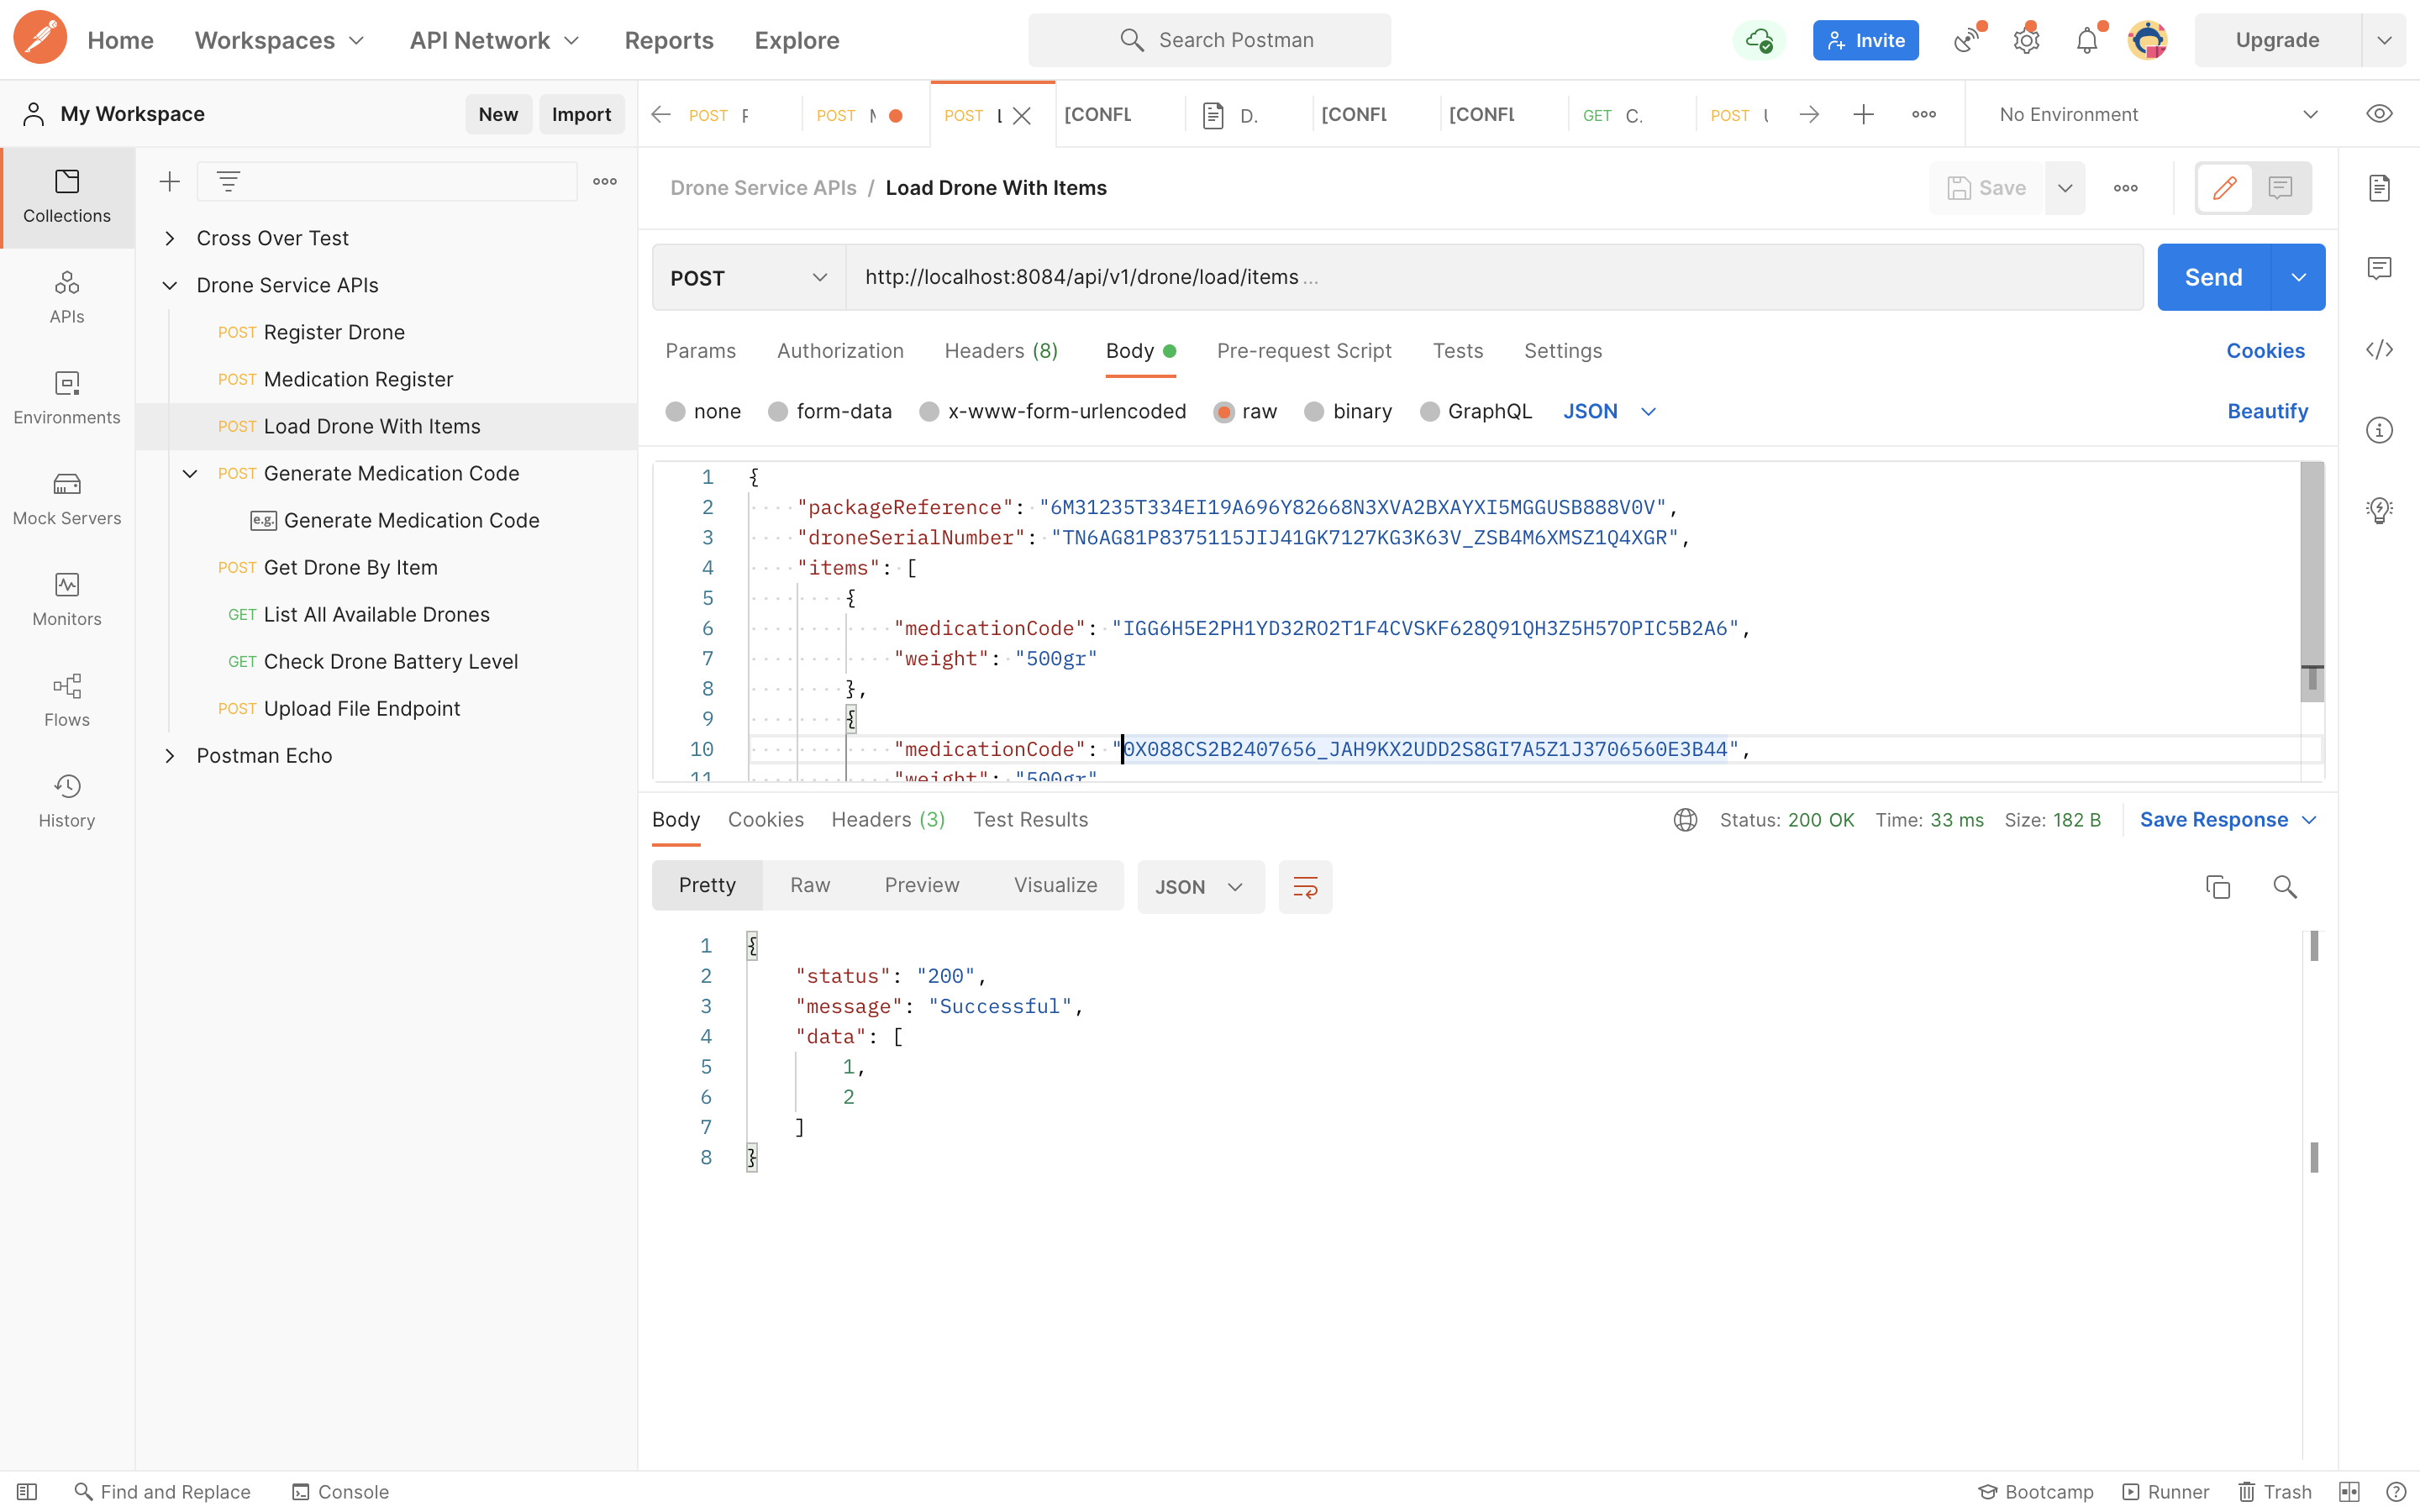 Home Workspaces API Network Reports Explore Search Postman Invite Upgrade
My Workspace New Import POST POST POST [CONFL D. [CONFL [CONFL GET C. POST No Environment
Collections
APIs
Environments
Mock Servers
Monitors
Flows
History
Cross Over Test
Drone Service APIs
POST Register Drone
POST Medication Register
POST Load Drone With Items
POST Generate Medication Code
e.g. Generate Medication Code
POST Get Drone By Item
GET List All Available Drones
GET Check Drone Battery Level
POST Upload File Endpoint
Postman Echo
Drone Service APIs / Load Drone With Items Save
POST http://localhost:8084/api/v1/drone/load/items ... Send
Params Authorization Headers (8) Body Pre-request Script Tests Settings Cookies
none form-data x-www-form-urlencoded raw binary GraphQL JSON Beautify
1 {
2 "packageReference": "6M31235T334EI19A696Y82668N3XVA2BXAYXI5MGGUSB888V0V",
3 "droneSerialNumber": "TN6AG81P8375115JIJ41GK7127KG3K63V_ZSB4M6XMSZ1Q4XGR",
4 "items": [
5 {
6 "medicationCode": "IGG6H5E2PH1YD32RO2T1F4CVSKF628Q91QH3Z5H57OPIC5B2A6",
7 "weight": "500gr"
8 },
9 {
10 "medicationCode": "0X088CS2B2407656_JAH9KX2UDD2S8GI7A5Z1J3706560E3B44",
11 "weight": "500gr"
Body Cookies Headers (3) Test Results Status: 200 OK Time: 33 ms Size: 182 B Save Response
Pretty Raw Preview Visualize JSON
1 {
2 "status": "200",
3 "message": "Successful",
4 "data": [
5 1,
6 2
7 ]
8 }
Find and Replace Console Bootcamp Runner Trash